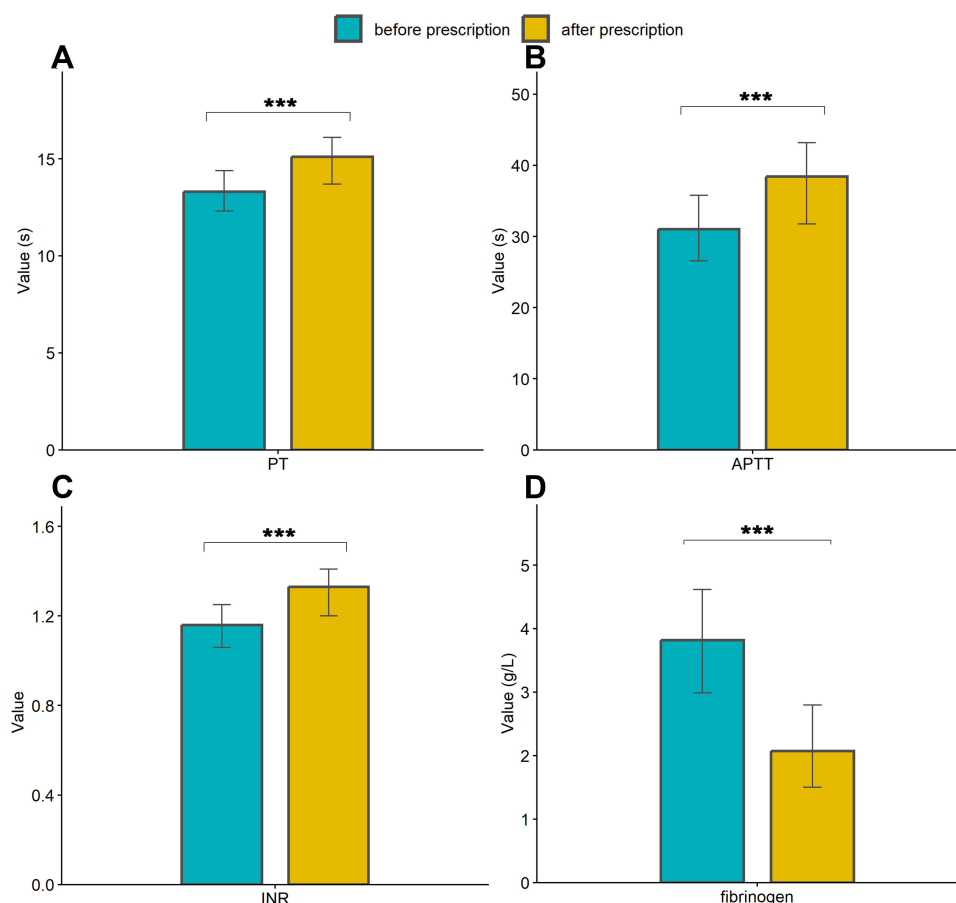 before prescription after prescription
A
***
Value (s)
15
10
5
0
PT
B
***
Value (s)
50
40
30
20
10
0
APTT
C
***
Value
1.6
1.2
0.8
0.4
0.0
INR
D
***
Value (g/L)
5
4
3
2
1
0
fibrinogen